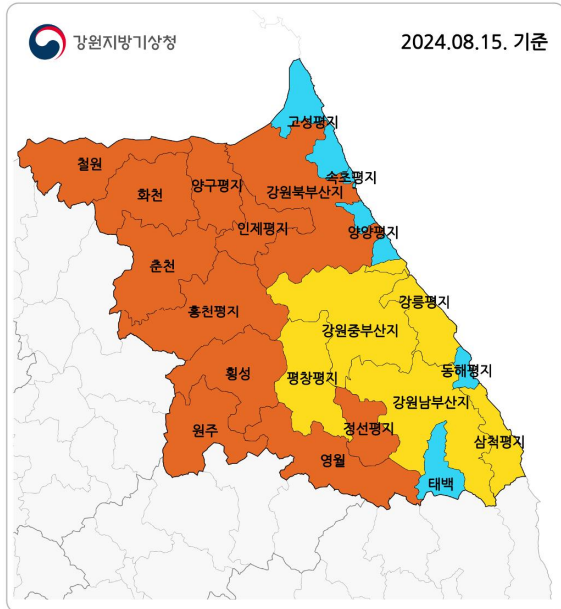 강원지방기상청
2024.08.15. 기준
고성평지
철원
속초평지
양구평지
화천
강원북부산지
인제평지
양양평지
춘천
강릉평지
홍천평지
강원중부산지
동해평지
횡성
평창평지
강원남부산지
정선평지
원주
삼척평지
영월
태백